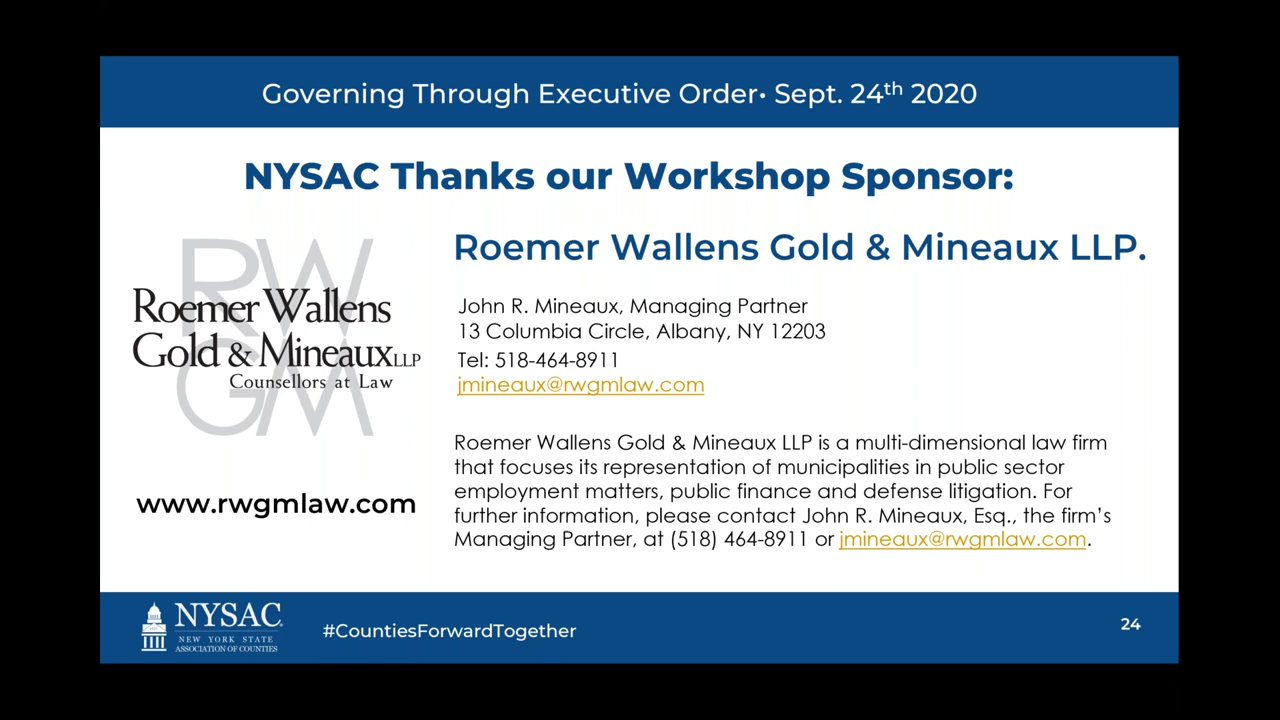 Governing Through Executive Order• Sept. 24th 2020
NYSAC Thanks our Workshop Sponsor:
RW
GM
Roemer Wallens
Gold & Mineaux LLP
Counsellors at Law
www.rwgmlaw.com
Roemer Wallens Gold & Mineaux LLP.
John R. Mineaux, Managing Partner
13 Columbia Circle, Albany, NY 12203
Tel: 518-464-8911
jmineaux@rwgmlaw.com
Roemer Wallens Gold & Mineaux LLP is a multi-dimensional law firm
that focuses its representation of municipalities in public sector
employment matters, public finance and defense litigation. For
further information, please contact John R. Mineaux, Esq., the firm’s
Managing Partner, at (518) 464-8911 or jmineaux@rwgmlaw.com.
NYSAC
NEW YORK STATE
ASSOCIATION OF COUNTIES
#CountiesForwardTogether
24